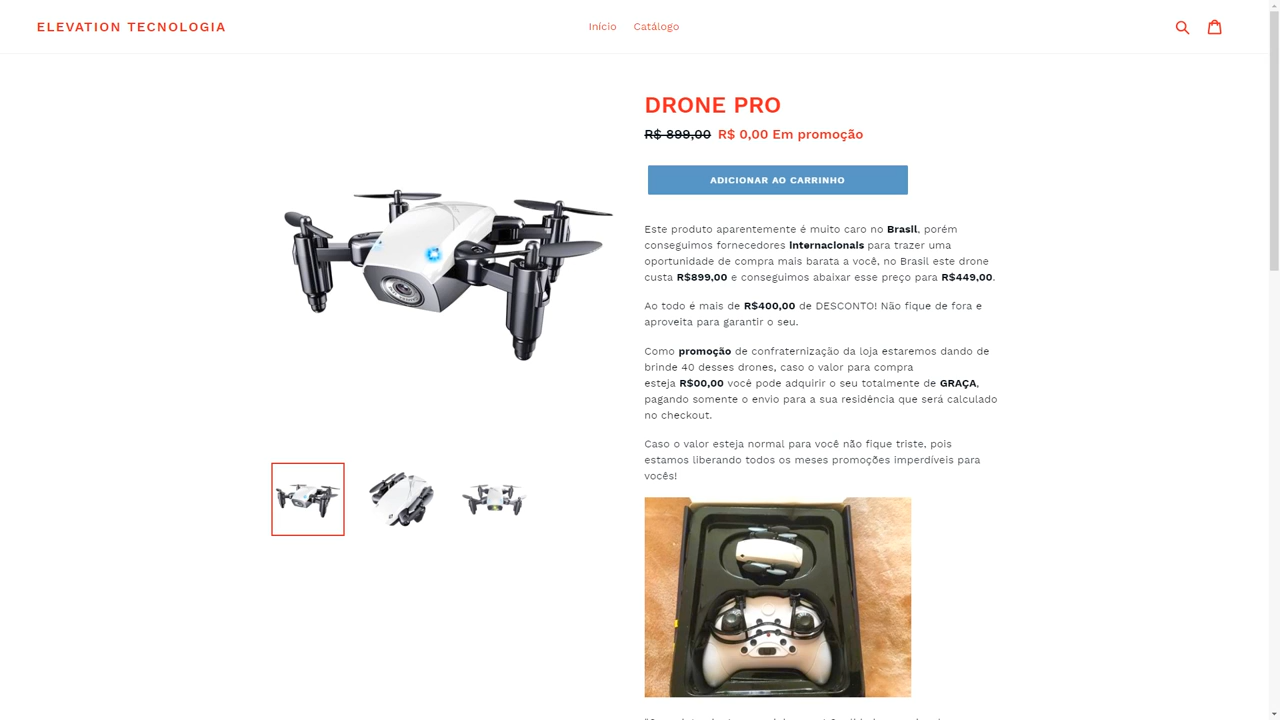 ELEVATION TECNOLOGIA
Início
Catálogo
DRONE PRO
R$ 899,00 R$ 0,00 Em promoção
ADICIONAR AO CARRINHO
Este produto aparentemente é muito caro no Brasil, porém
conseguimos fornecedores internacionais para trazer uma
oportunidade de compra mais barata a você, no Brasil este drone
custa R$899,00 e conseguimos abaixar esse preço para R$449,00.
Ao todo é mais de R$400,00 de DESCONTO! Não fique de fora e
aproveita para garantir o seu.
Como promoção de confraternização da loja estaremos dando de
brinde 40 desses drones, caso o valor para compra
esteja R$00,00 você pode adquirir o seu totalmente de GRAÇA,
pagando somente o envio para a sua residência que será calculado
no checkout.
Caso o valor esteja normal para você não fique triste, pois
estamos liberando todos os meses promoções imperdíveis para
vocês!